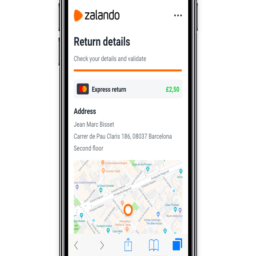 zalando
Return details
Check your details and validate
Express return £2,50
Address
Jean Marc Bisset
Carrer de Pau Claris 186, 08037 Barcelona
Second floor